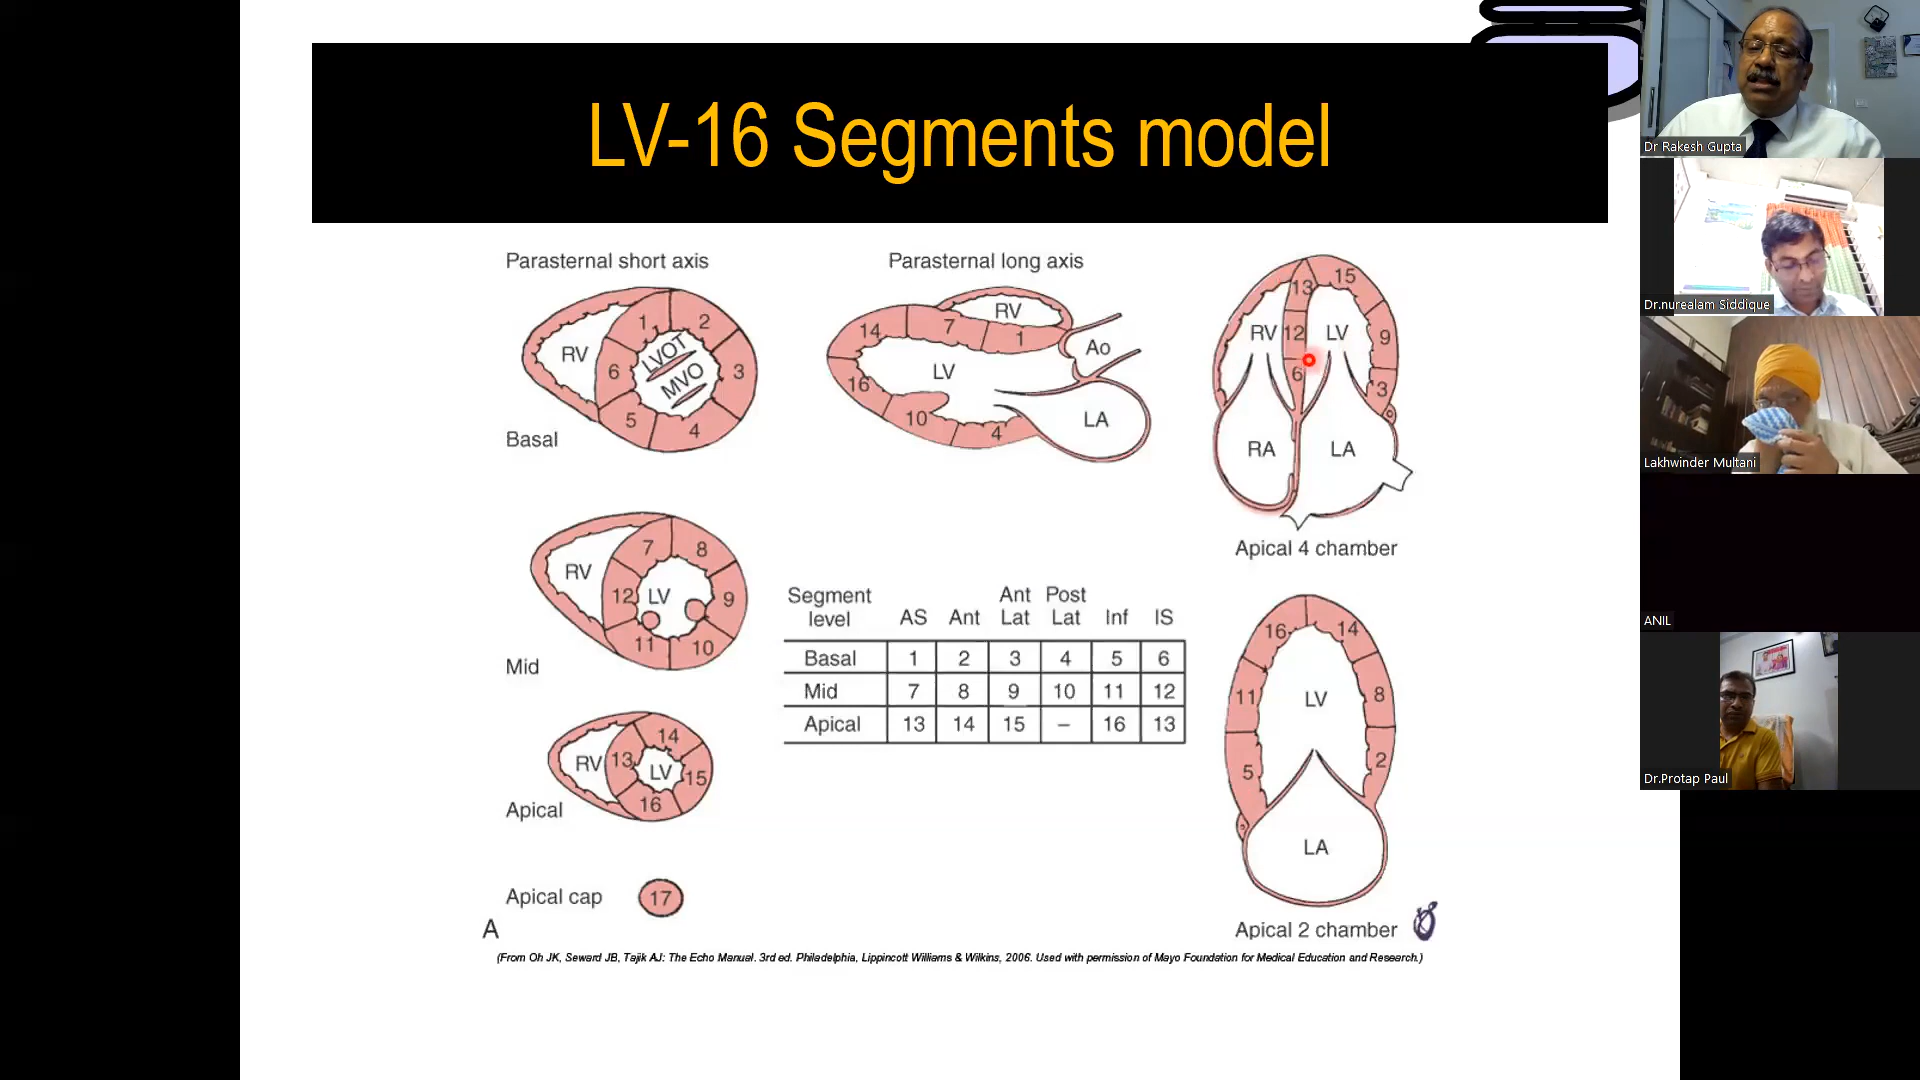 LV-16 Segments model
Parasternal short axis
RV
1
2
3
4
5
6
LVOT
MVO
Basal
RV
7
8
9
10
11
12
LV
Mid
RV
13
14
15
16
LV
Apical
Apical cap
17
A
Parasternal long axis
RV
14
7
1
Ao
LV
16
10
4
LA
13
15
RV
12
LV
9
6
3
RA
LA
Apical 4 chamber
Segment level AS Ant Ant Lat Post Lat Inf IS
Basal 1 2 3 4 5 6
Mid 7 8 9 10 11 12
Apical 13 14 15 – 16 13
16
14
11
LV
8
5
2
LA
Apical 2 chamber
(From Oh JK, Seward JB, Tajik AJ: The Echo Manual. 3rd ed. Philadelphia, Lippincott Williams & Wilkins, 2006. Used with permission of Mayo Foundation for Medical Education and Research.)
Dr Rakesh Gupta
Dr.nurealam Siddique
Lakhwinder Multani
ANIL
Dr.Protap Paul